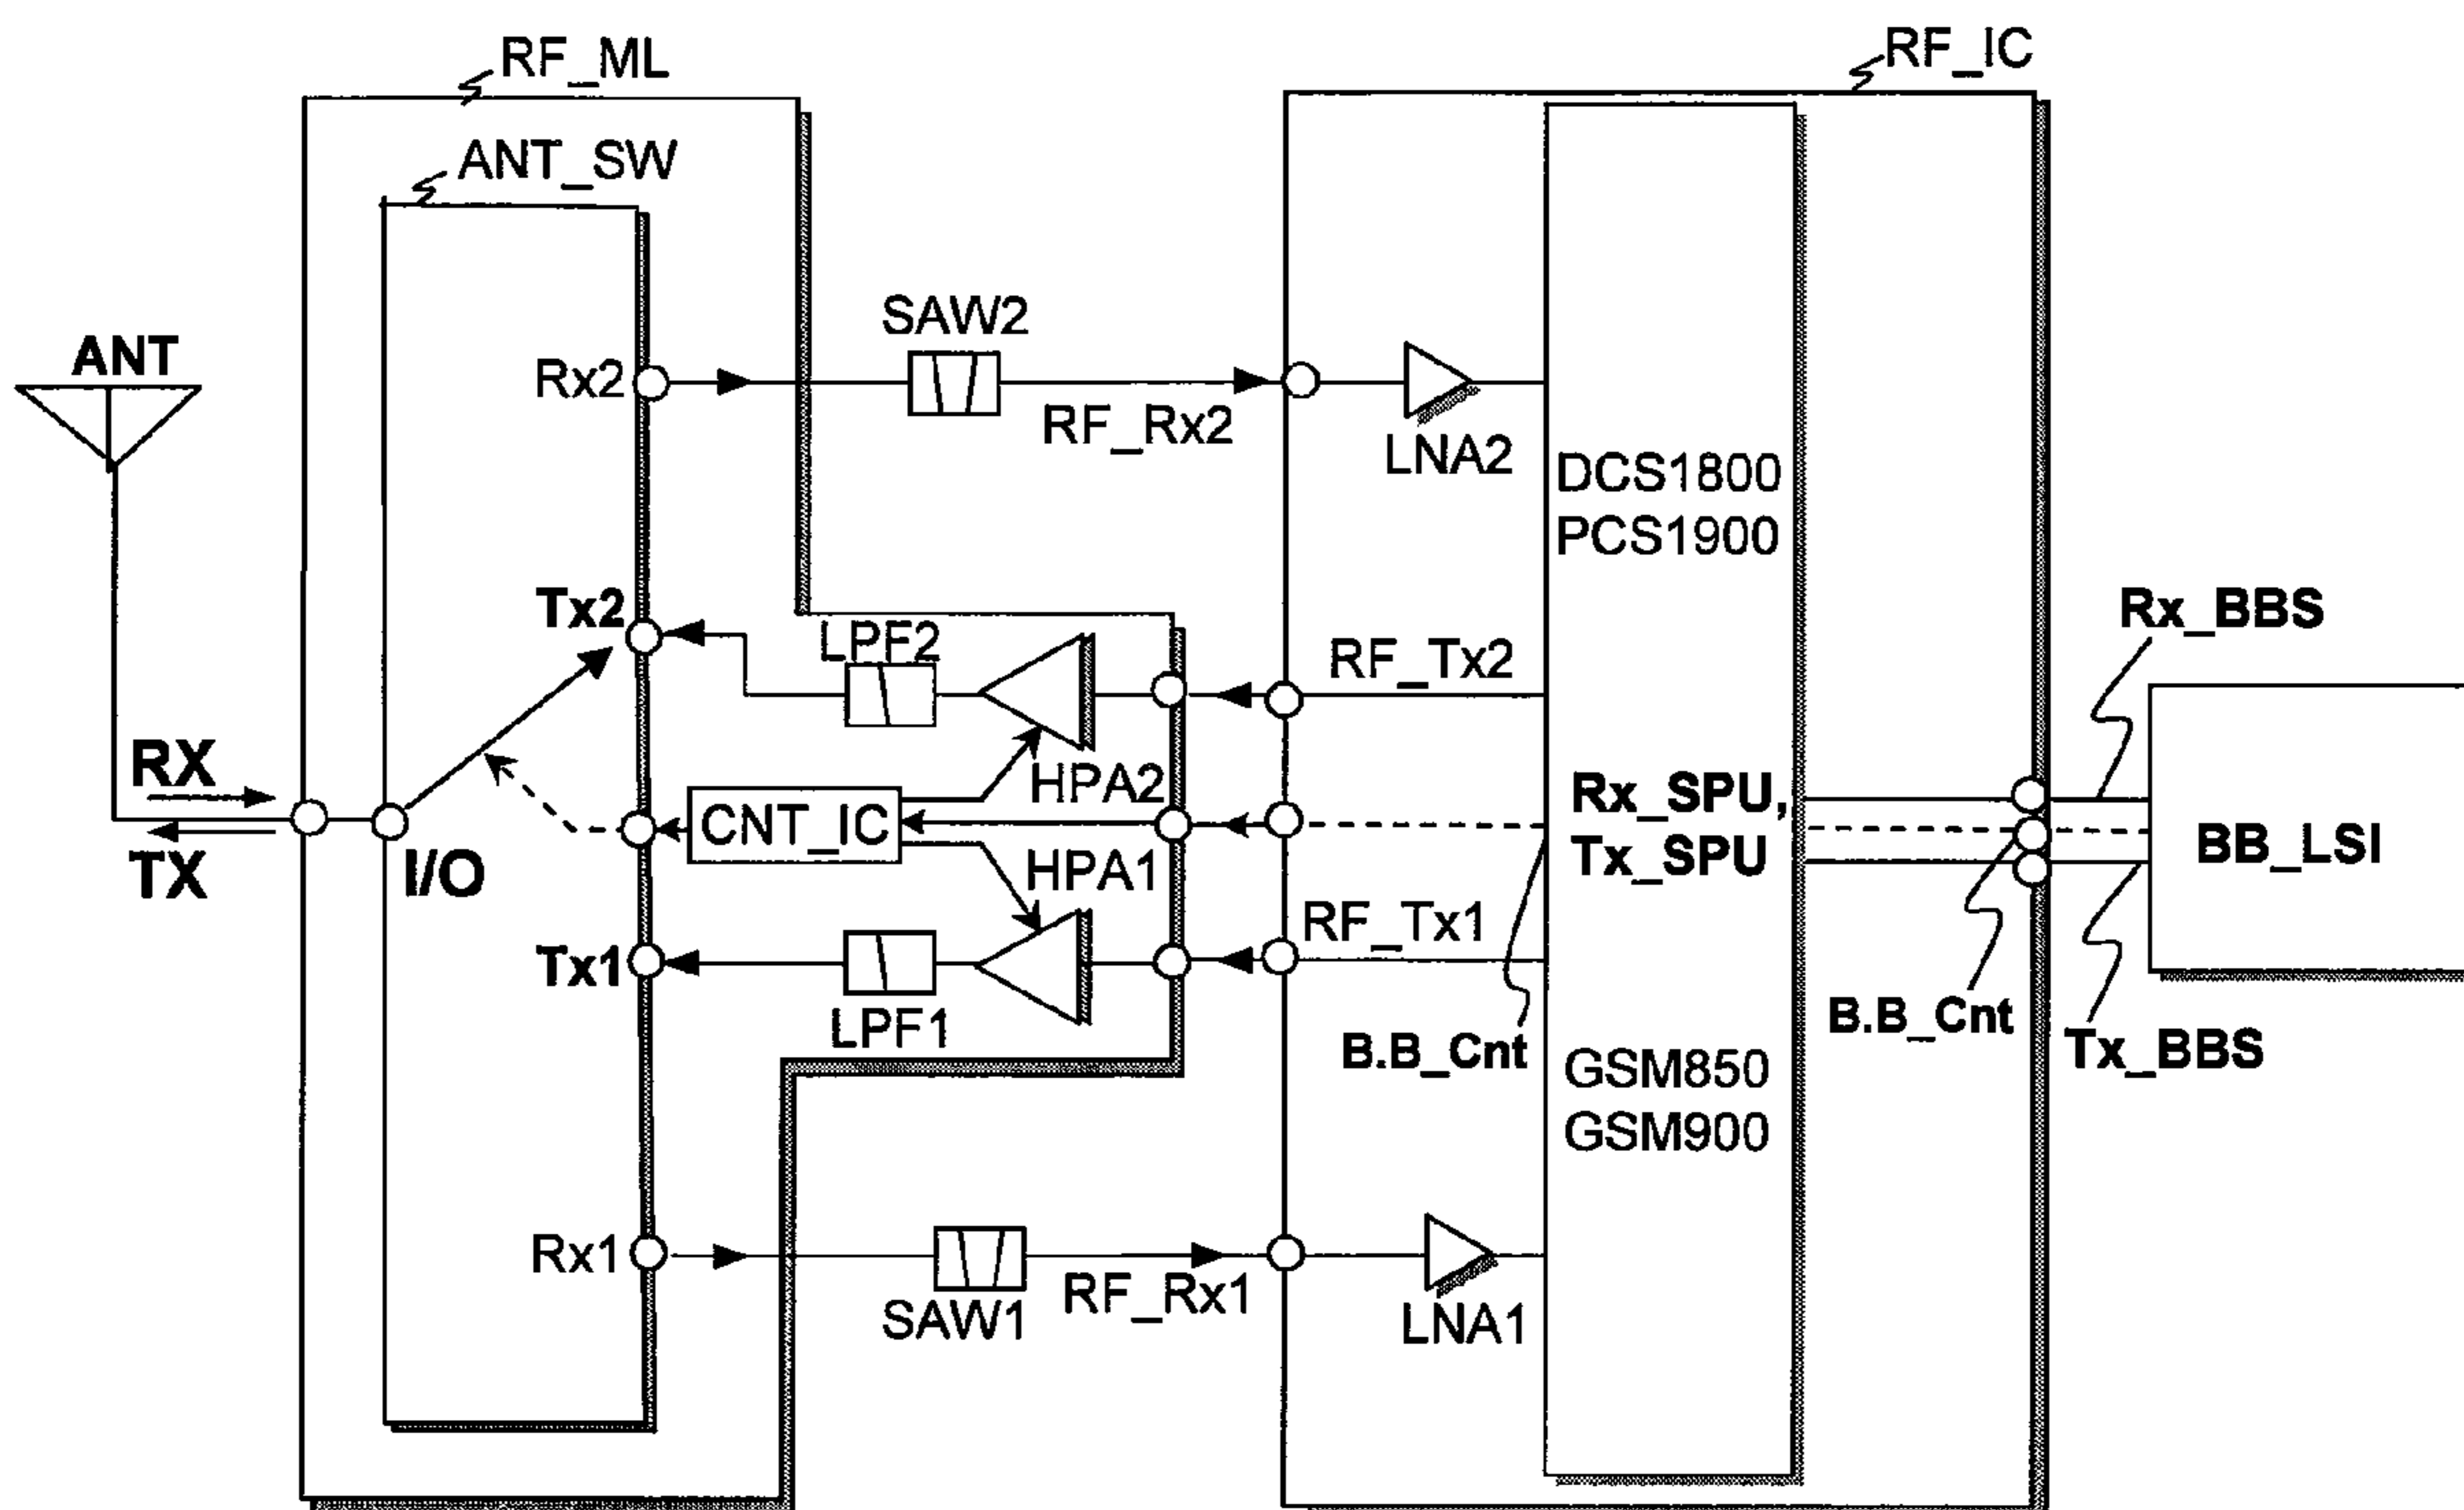 RF_ML
RF_IC
ANT_SW
SAW2
ANT
Rx2
RF_Rx2
LNA2
DCS1800
PCS1900
Tx2
LPF2
RF_Tx2
Rx_BBS
RX
HPA2
CNT_IC
Rx_SPU,
Tx_SPU
BB_LSI
TX
I/O
HPA1
RF_Tx1
Tx1
LPF1
B.B_Cnt
B.B_Cnt
Tx_BBS
GSM850
GSM900
Rx1
SAW1
RF_Rx1
LNA1